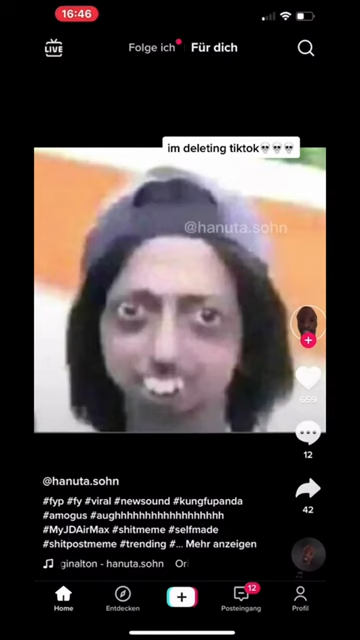 16:46
LIVE
Folge ich Für dich
im deleting tiktok💀💀💀
@hanuta.sohn
659
12
42
@hanuta.sohn
#fyp #fy #viral #newsound #kungfupanda
#amogus #aughhhhhhhhhhhhhhhhhh
#MyJDAirMax #shitmeme #selfmade
#shitpostmeme #trending #... Mehr anzeigen
ginalton - hanuta.sohn Ori
12
Home Entdecken Posteingang Profil